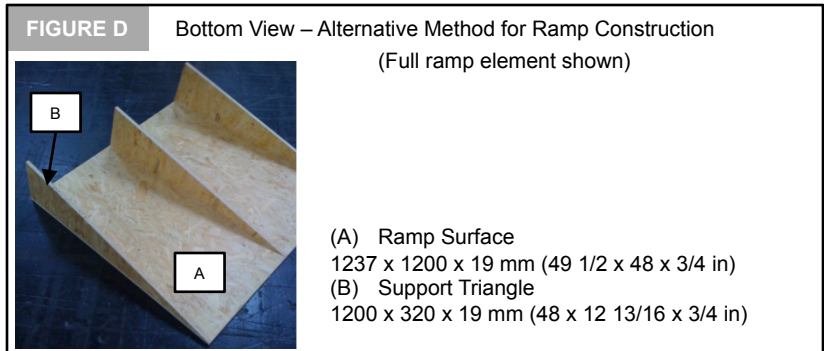 FIGURE D
Bottom View – Alternative Method for Ramp Construction
(Full ramp element shown)
B
A
(A) Ramp Surface
1237 x 1200 x 19 mm (49 1/2 x 48 x 3/4 in)
(B) Support Triangle
1200 x 320 x 19 mm (48 x 12 13/16 x 3/4 in)